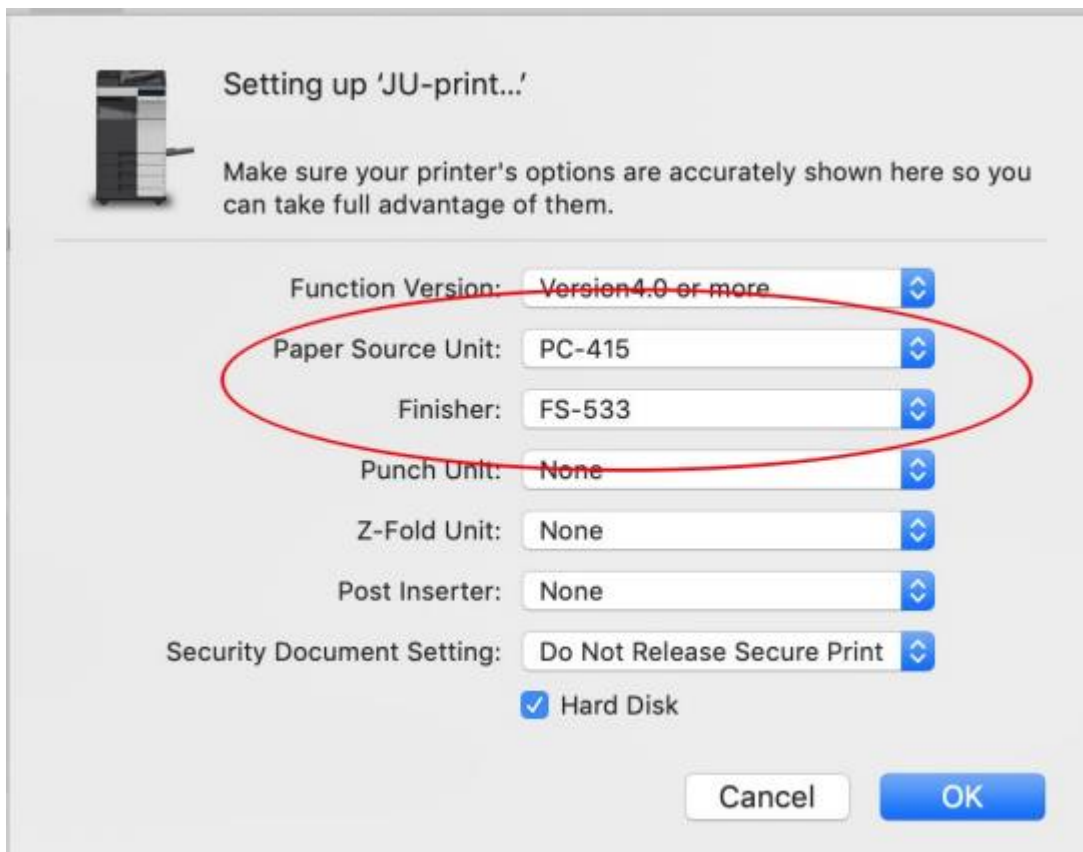 Setting up 'JU-print...'
Make sure your printer's options are accurately shown here so you
can take full advantage of them.
Function Version: Version4.0 or more
Paper Source Unit: PC-415
Finisher: FS-533
Punch Unit: None
Z-Fold Unit: None
Post Inserter: None
Security Document Setting: Do Not Release Secure Print
Hard Disk
Cancel OK